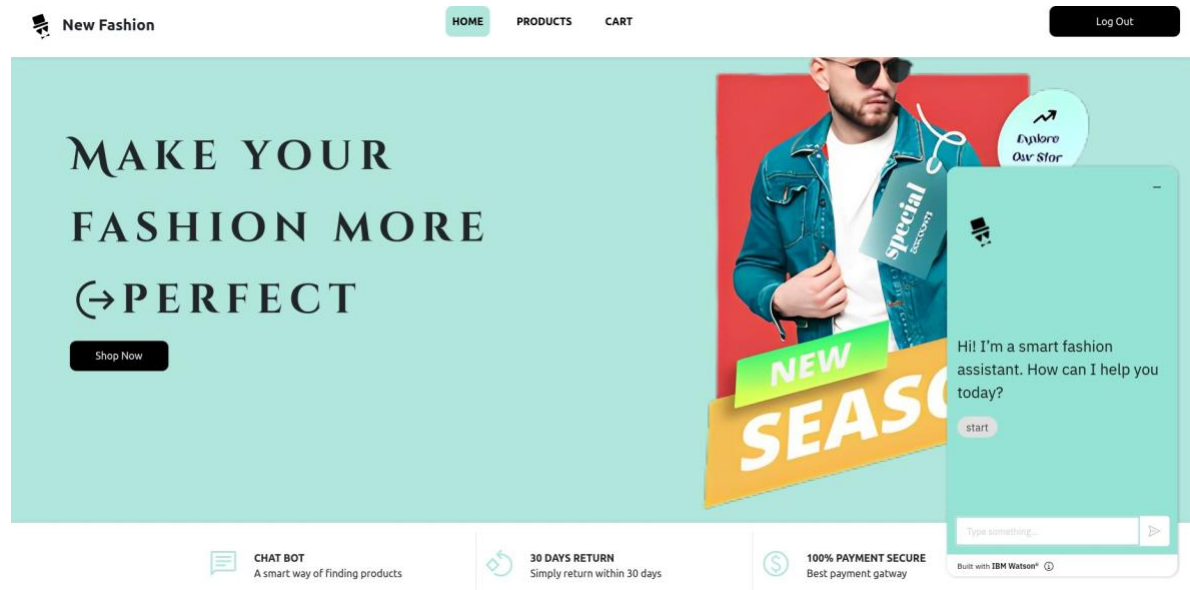 New Fashion
HOME
PRODUCTS
CART
Log Out
MAKE YOUR
FASHION MORE
PERFECT
Shop Now
Explore
special
NEW
SEASO
Hi! I'm a smart fashion
assistant. How can I help you
today?
start
Type something...
Built with IBM Watson®
CHAT BOT
A smart way of finding products
30 DAYS RETURN
Simply return within 30 days
100% PAYMENT SECURE
Best payment gatway